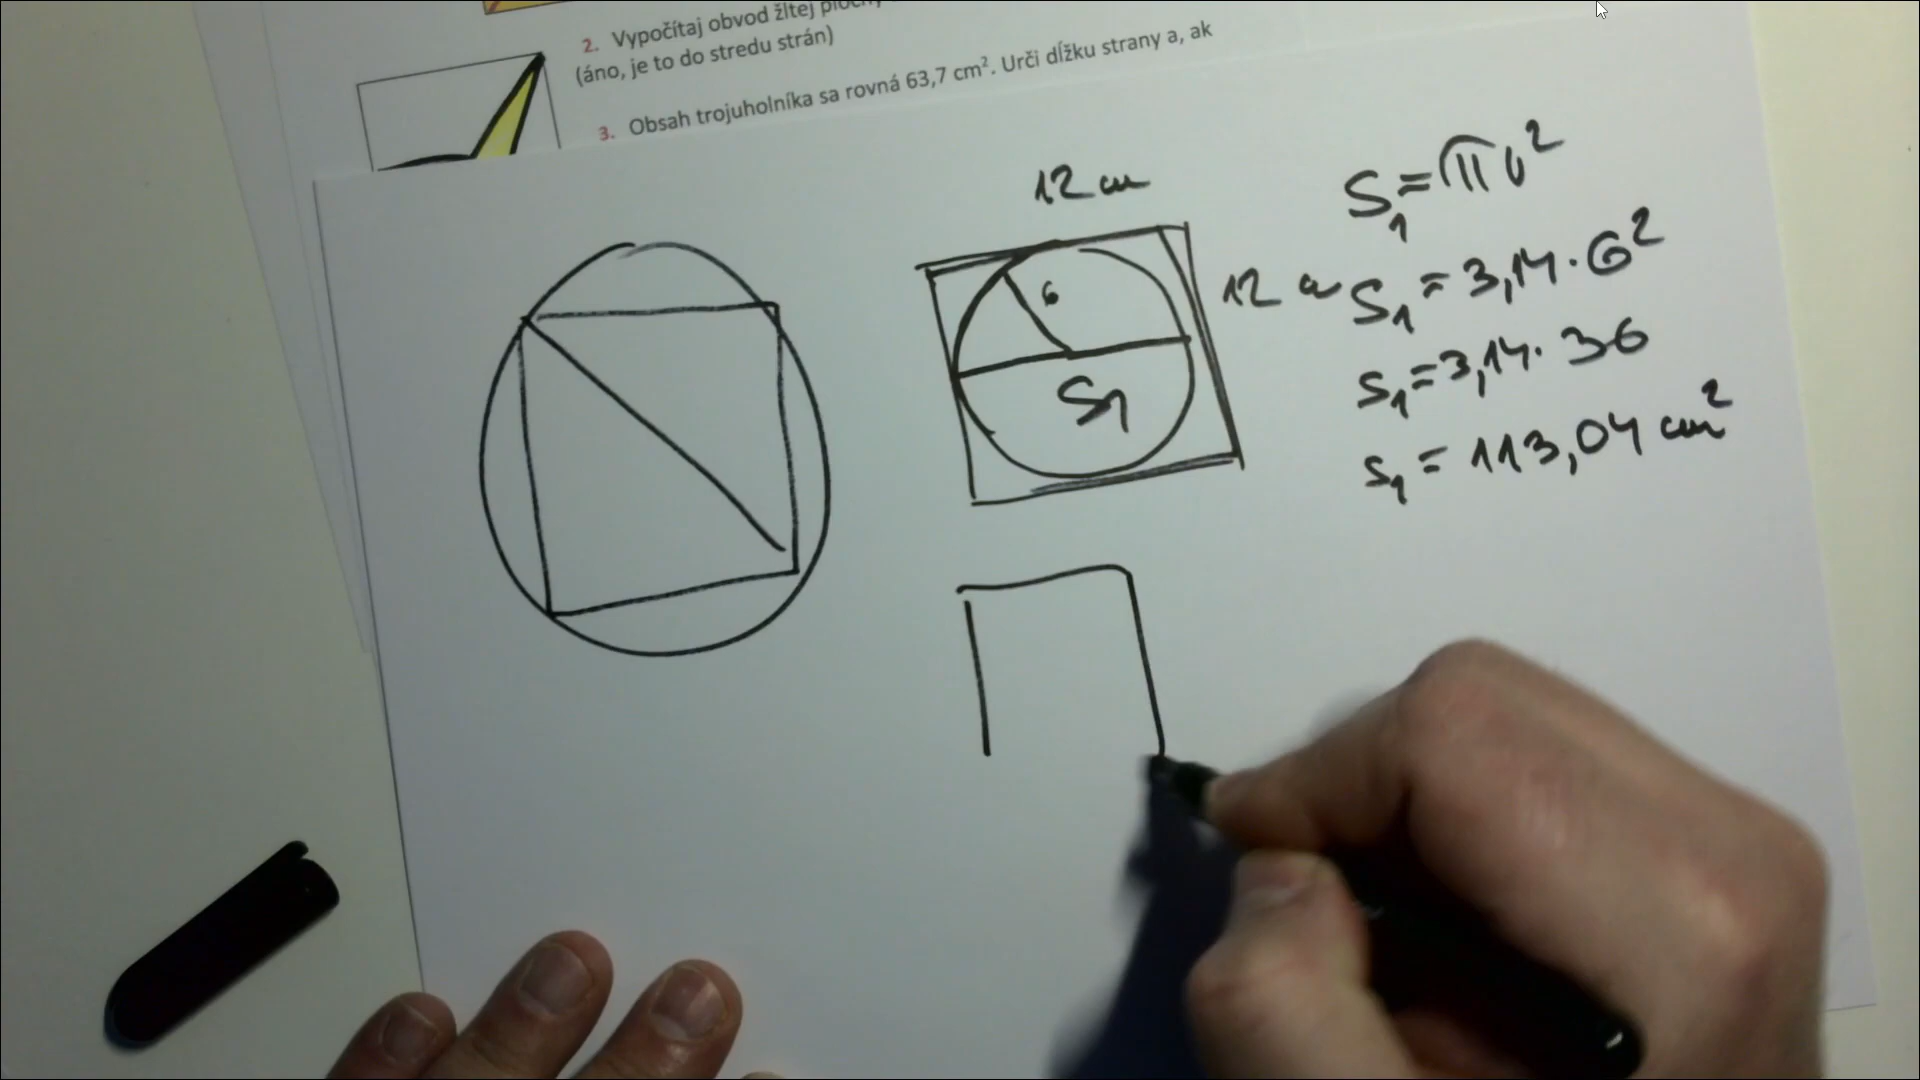 2. Vypočítaj obvod žltej plochy
(áno, je to do stredu strán)
3. Obsah trojuholníka sa rovná 63,7 cm². Urči dĺžku strany a, ak
12 cm
6
12 c
S₁
S₁ = π r²
S₁ = 3,14 · 6²
S₁ = 3,14 · 36
S₁ = 113,04 cm²